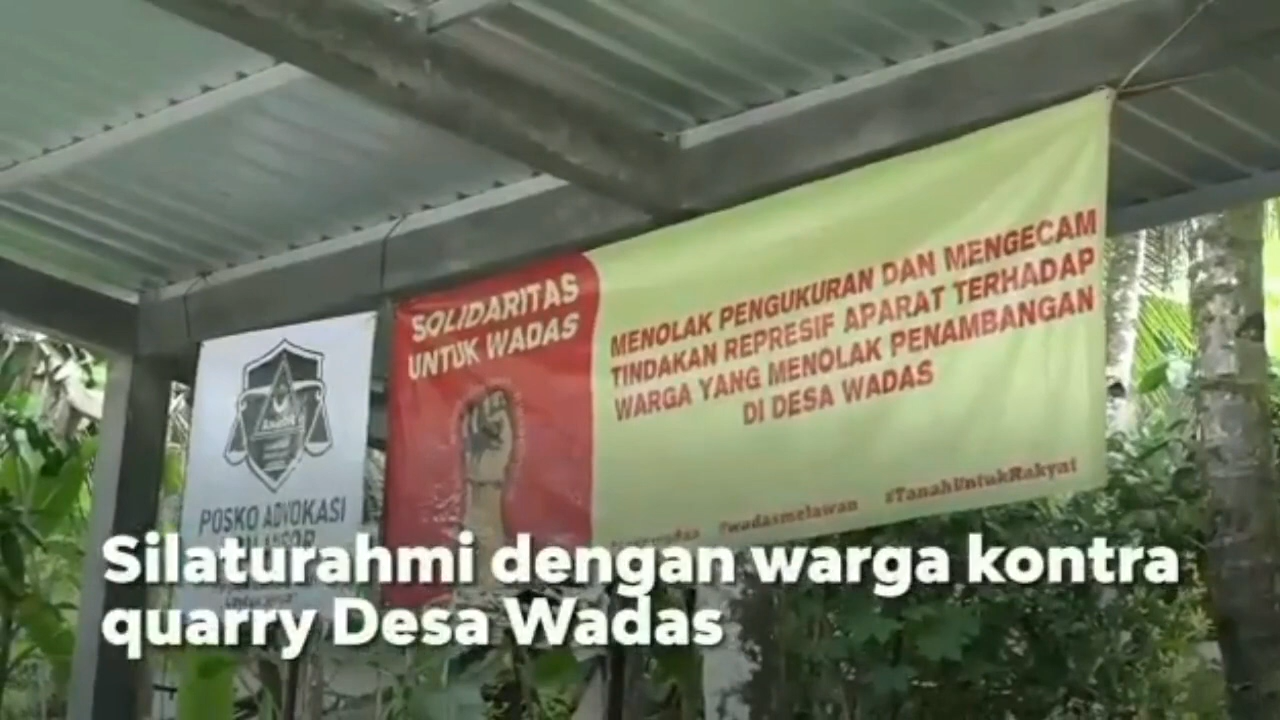 POSKO ADVOKASI
SOLIDARITAS
UNTUK WADAS
MENOLAK PENGUKURAN DAN MENGECAM
TINDAKAN REPRESIF APARAT TERHADAP
WARGA YANG MENOLAK PENAMBANGAN
DI DESA WADAS
#wadasmelawan #TanahUntukRakyat
Silaturahmi dengan warga kontra
quarry Desa Wadas